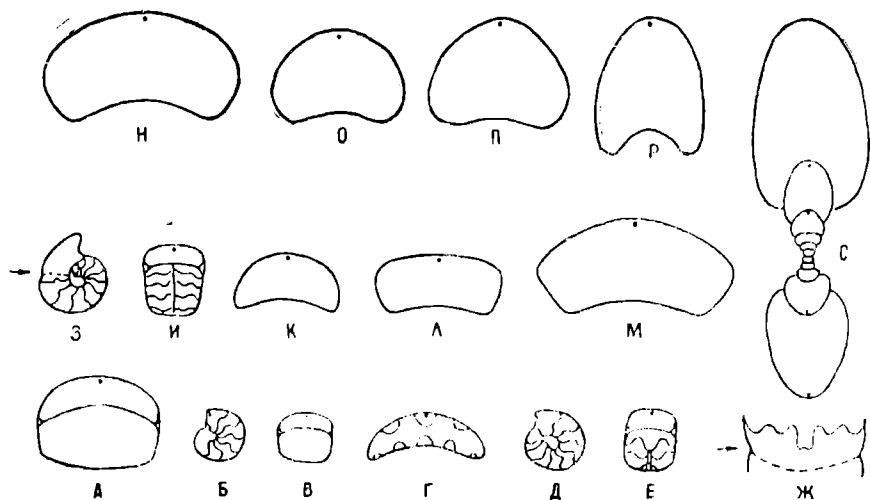 Н О П Р
С
З И К Л М
А Б В Г Д Е Ж